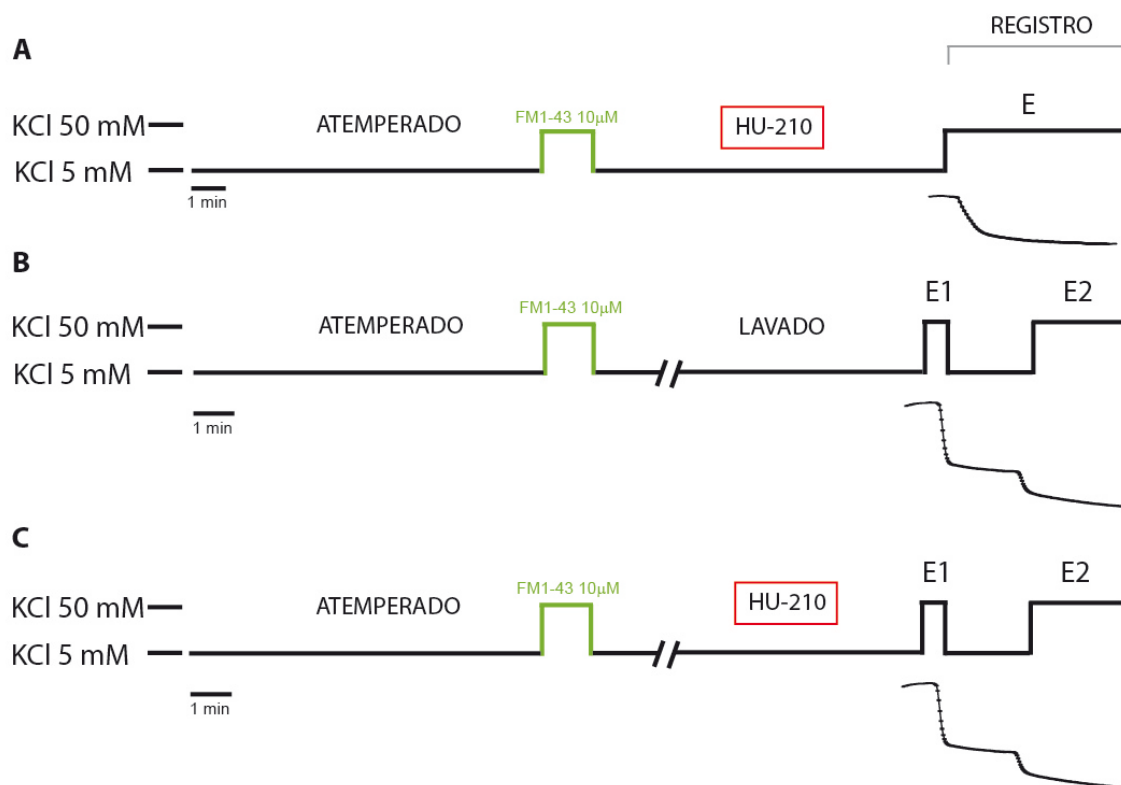 REGISTRO
A
KCl 50 mM
ATEMPERADO
FM1-43 10µM
HU-210
E
KCl 5 mM
1 min
B
KCl 50 mM
ATEMPERADO
FM1-43 10µM
LAVADO
E1
E2
KCl 5 mM
1 min
C
KCl 50 mM
ATEMPERADO
FM1-43 10µM
HU-210
E1
E2
KCl 5 mM
1 min